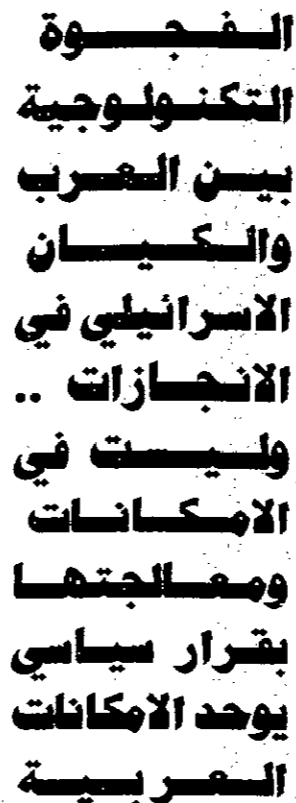 الفجوة
التكنولوجية
بين العرب
والكيان
الاسرائيلي في
الانجازات ..
وليست في
الامكانات
ومعالجتها
بقرار سياسي
يوحد الامكانات
العربية